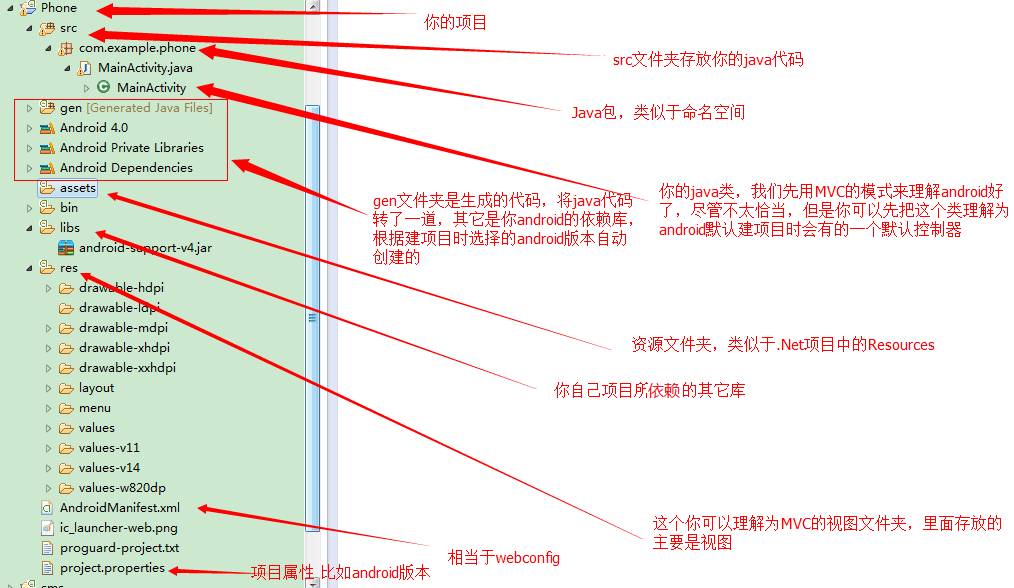 Phone
你的项目
src
src文件夹存放你的java代码
com.example.phone
MainActivity.java
MainActivity
Java包，类似于命名空间
gen [Generated Java Files]
Android 4.0
Android Private Libraries
Android Dependencies
gen文件夹是生成的代码，将java代码
转了一道，其它是你android的依赖库，
根据建项目时选择的android版本自动
创建的
你的java类，我们先用MVC的模式来理解android好
了，尽管不太恰当，但是你可以先把这个类理解为
android默认建项目时会有的一个默认控制器
assets
资源文件夹，类似于.Net项目中的Resources
bin
libs
你自己项目所依赖的其它库
android-support-v4.jar
res
drawable-hdpi
drawable-ldpi
drawable-mdpi
drawable-xhdpi
drawable-xxhdpi
layout
menu
values
values-v11
values-v14
values-w820dp
这个你可以理解为MVC的视图文件夹，里面存放的
主要是视图
AndroidManifest.xml
相当于webconfig
ic_launcher-web.png
proguard-project.txt
project.properties
项目属性 比如android版本